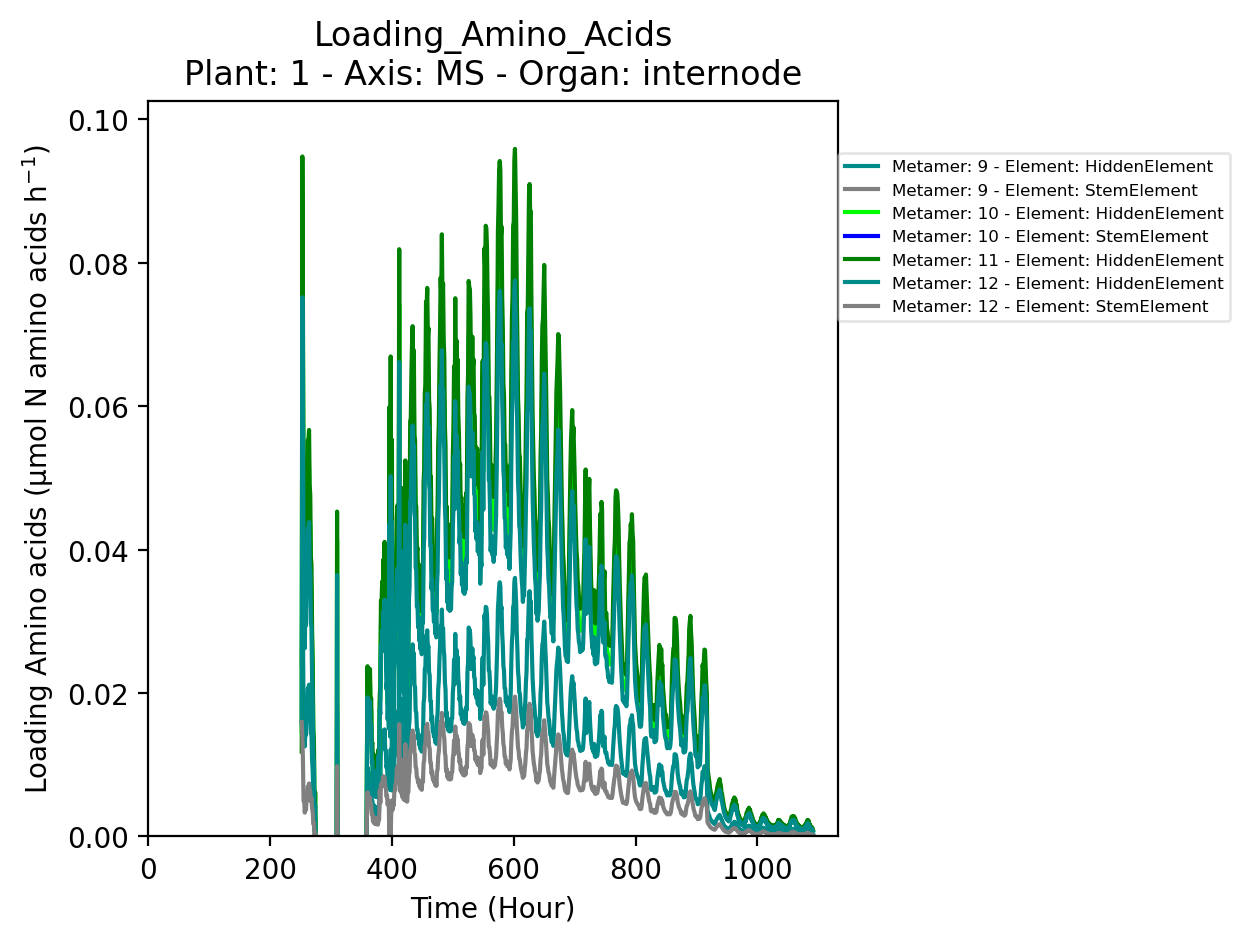 Loading_Amino_Acids
Plant: 1 - Axis: MS - Organ: internode
0.10
0.08
0.06
0.04
0.02
0.00
Loading Amino acids (µmol N amino acids h⁻¹)
0 200 400 600 800 1000
Time (Hour)
Metamer: 9 - Element: HiddenElement
Metamer: 9 - Element: StemElement
Metamer: 10 - Element: HiddenElement
Metamer: 10 - Element: StemElement
Metamer: 11 - Element: HiddenElement
Metamer: 12 - Element: HiddenElement
Metamer: 12 - Element: StemElement